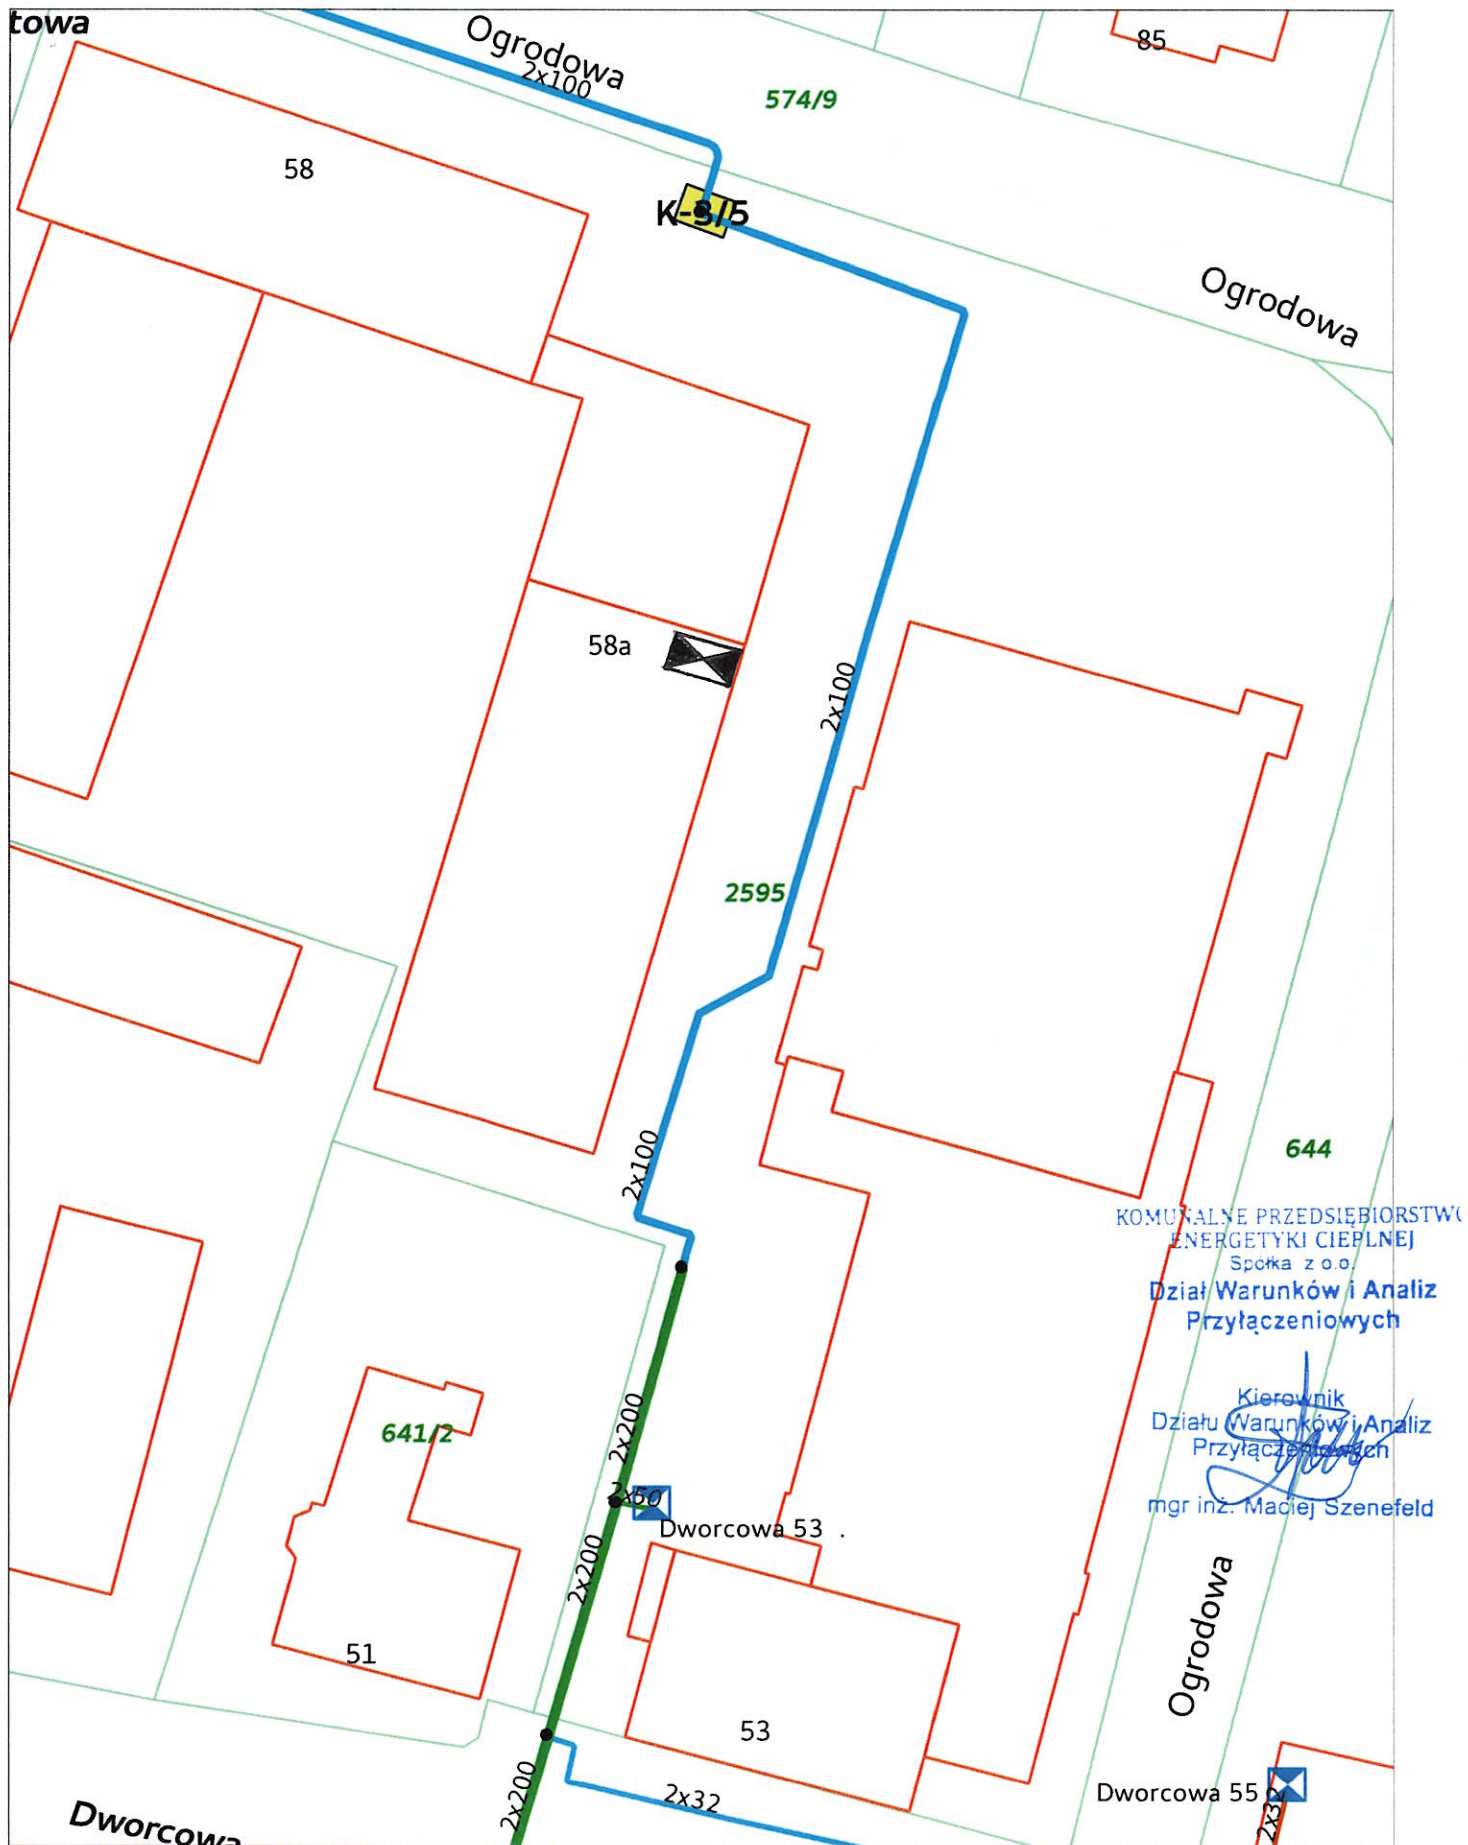 towa
Ogrodowa
2x100
574/9
85
58
K-3/5
Ogrodowa
58a
2x100
2595
2x100
644
KOMUNALNE PRZEDSIĘBIORSTW
ENERGETYKI CIEPLNEJ
Spółka z o.o.
Dział Warunków i Analiz
Przyłączeniowych
Kierownik
Działu Warunków i Analiz
Przyłączeniowych
mgr inż. Maciej Szenefeld
641/2
2x200
2x50
Dworcowa 53
2x200
51
53
Ogrodowa
2x200
2x32
Dworcowa 55
2x32
Dworcowa